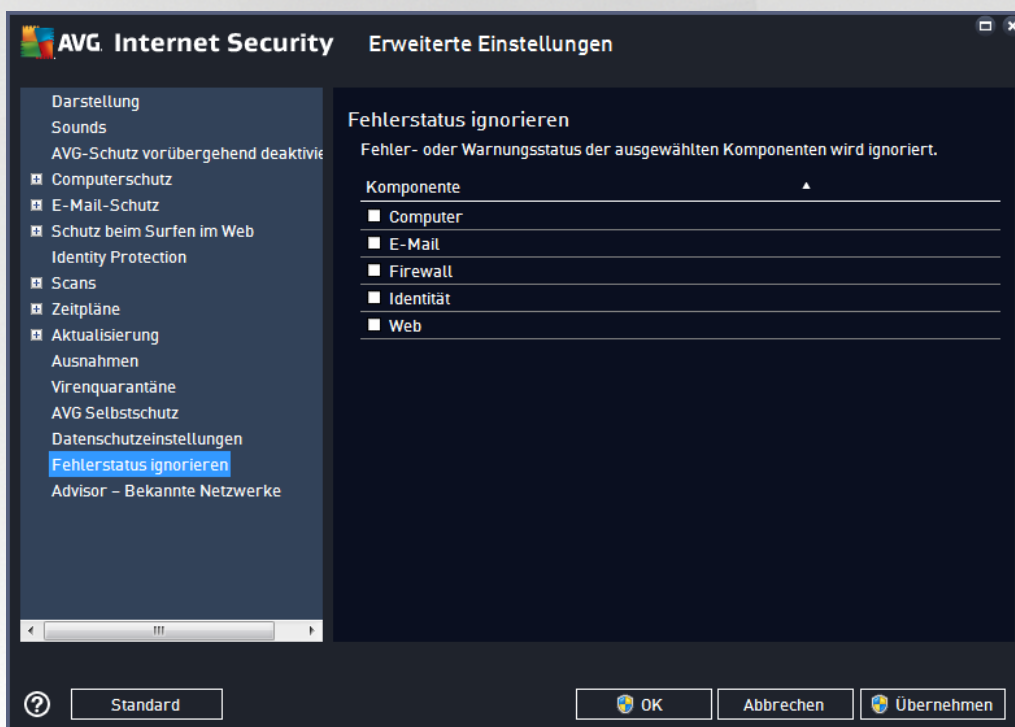 AVG. Internet Security Erweiterte Einstellungen
Darstellung
Sounds
AVG-Schutz vorübergehend
Computerschutz
E-Mail-Schutz
Schutz beim Surfen im Web
Identity Protection
Scans
Zeitpläne
Aktualisierung
Ausnahmen
Virenquarantäne
AVG Selbstschutz
Datenschutzeinstellungen
Fehlerstatus ignorieren
Advisor – Bekannte Netzwerke
Fehlerstatus ignorieren
Fehler- oder Warnungsstatus der ausgewählten Komponenten wird ignoriert.
Komponente
Computer
E-Mail
Firewall
Identität
Web
Standard
OK
Abbrechen
Übernehmen